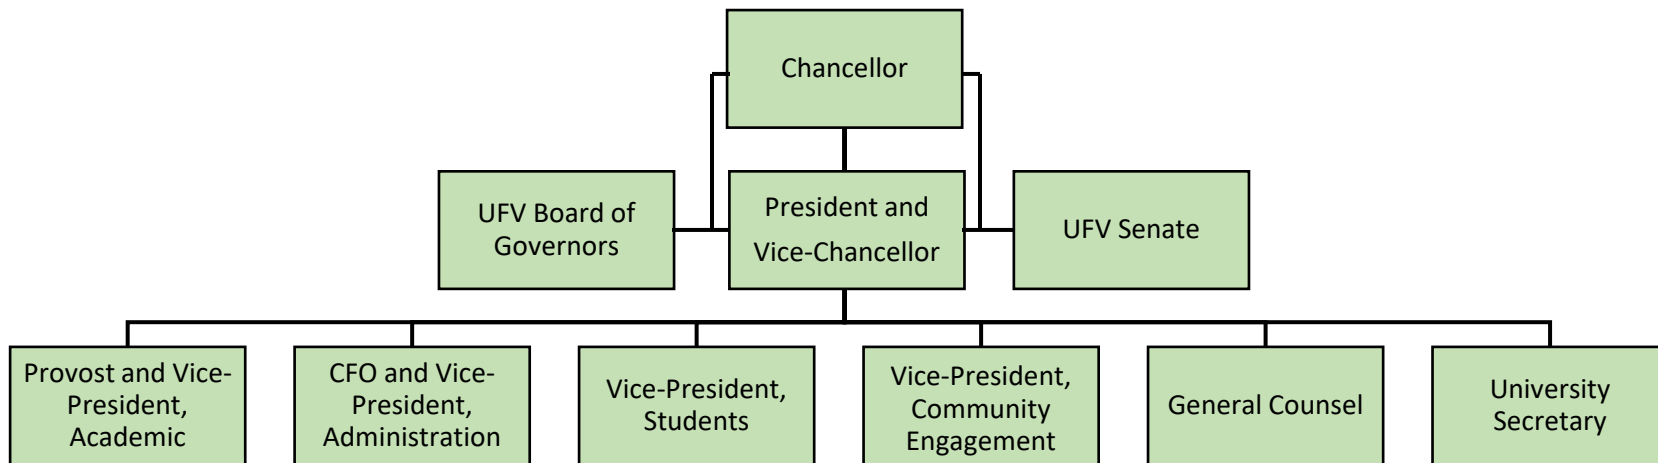 Chancellor
UFV Board of
Governors
President and
Vice-Chancellor
UFV Senate
Provost and Vice-
President,
Academic
CFO and Vice-
President,
Administration
Vice-President,
Students
Vice-President,
Community
Engagement
General Counsel
University
Secretary